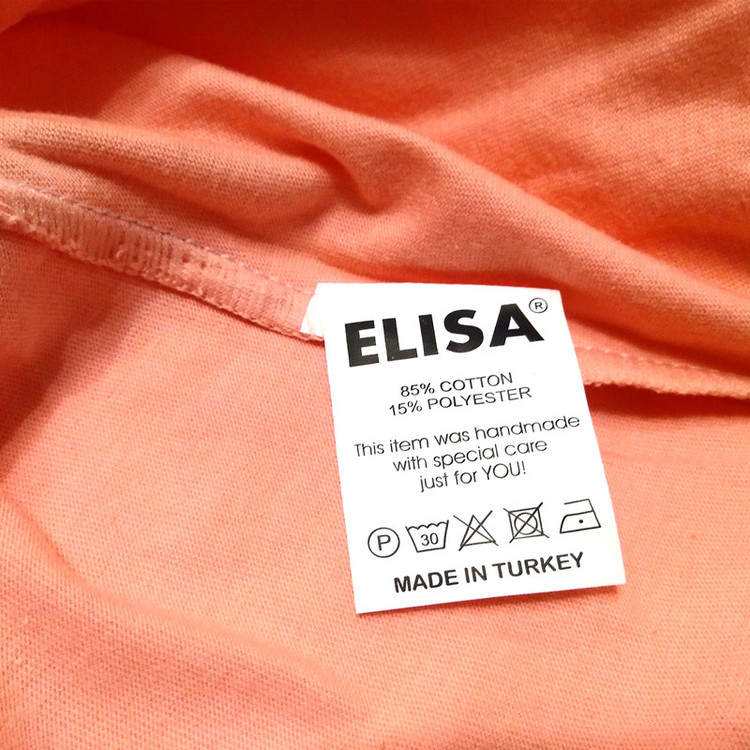 ELISA®
85% COTTON
15% POLYESTER
This item was handmade
with special care
just for YOU!
P 30
MADE IN TURKEY